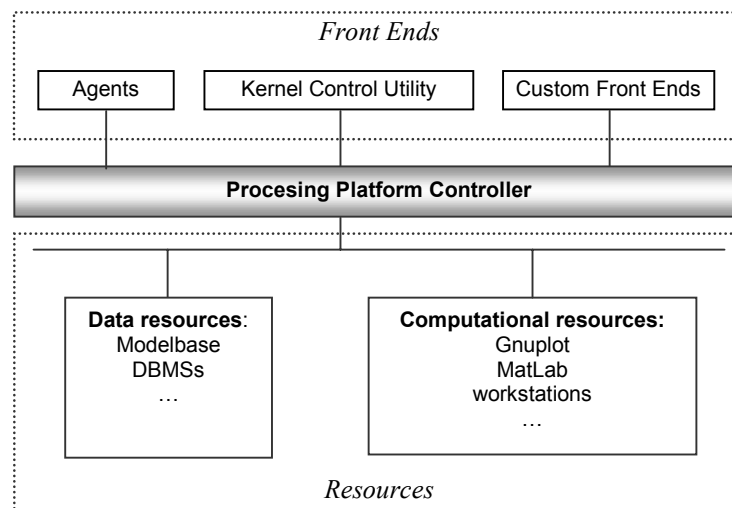 Front Ends
Agents
Kernel Control Utility
Custom Front Ends
Procesing Platform Controller
Data resources:
Modelbase
DBMSs
…
Computational resources:
Gnuplot
MatLab
workstations
…
Resources